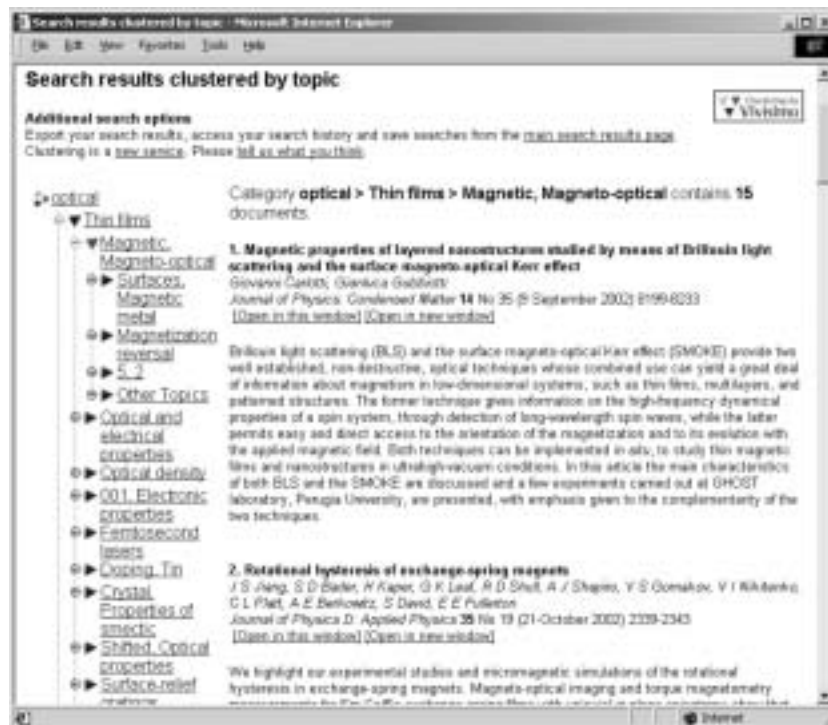 Search results clustered by topic - Microsoft Internet Explorer
File Edit View Favorites Tools Help
Search results clustered by topic
Vivísimo
Additional search options
Export your search results, access your search history and save searches from the main search results page.
Clustering is a new service. Please tell us what you think.
optical
Thin films
Magnetic,
Magneto-optical
Surfaces,
Magnetic
metal
Magnetization
reversal
5, 2
Other Topics
Optical and
electrical
properties
Optical density
001, Electronic
properties
Femtosecond
lasers
Doping, Tin
Crystal,
Properties of
smectic
Shifted, Optical
properties
Surface-relief
Category optical > Thin films > Magnetic, Magneto-optical contains 15
documents.
1. Magnetic properties of layered nanostructures studied by means of Brillouin light
scattering and the surface magneto-optical Kerr effect
Giovanni Carlotti, Gianluca Gubbiotti
Journal of Physics: Condensed Matter 14 No 35 (9 September 2002) 8199-8233
[Open in this window] [Open in new window]
Brillouin light scattering (BLS) and the surface magneto-optical Kerr effect (SMOKE) provide two
well established, non-destructive, optical techniques whose combined use can yield a great deal
of information about magnetism in low-dimensional systems, such as thin films, multilayers, and
patterned structures. The former technique gives information on the high-frequency dynamical
properties of a spin system, through detection of long-wavelength spin waves, while the latter
permits easy and direct access to the orientation of the magnetization and to its evolution with
the applied magnetic field. Both techniques can be implemented in situ, to study thin magnetic
films and nanostructures in ultrahigh-vacuum conditions. In this article the main characteristics
of both BLS and the SMOKE are discussed and a few experiments carried out at GHOST
laboratory, Perugia University, are presented, with emphasis given to the complementarity of the
two techniques.
2. Rotational hysteresis of exchange-spring magnets
J S Jiang, S D Bader, H Kaper, G K Leaf, R D Shull, A J Shapiro, V S Gornakov, V I Nikitenko,
C L Platt, A E Berkowitz, S David, E E Fullerton
Journal of Physics D: Applied Physics 35 No 19 (21-October 2002) 2339-2343
[Open in this window] [Open in new window]
We highlight our experimental studies and micromagnetic simulations of the rotational
hysteresis in exchange-spring magnets. Magneto-optical imaging and torque magnetometry
Internet